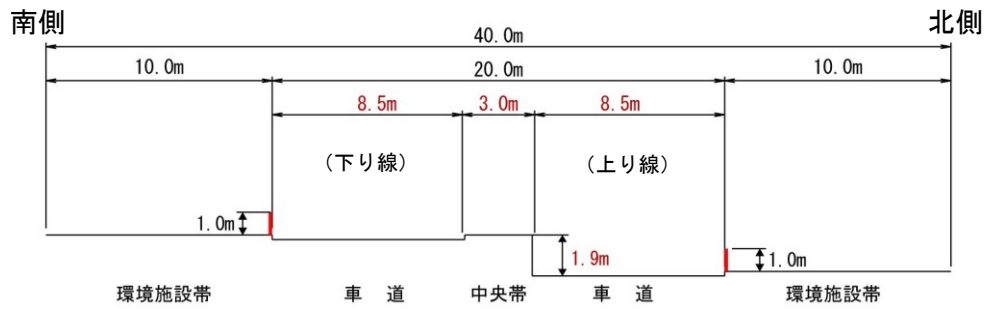 南側
北側
40.0m
10.0m
20.0m
10.0m
8.5m
3.0m
8.5m
(下り線)
(上り線)
1.0m
1.9m
1.0m
環境施設帯
車 道
中央帯
車 道
環境施設帯